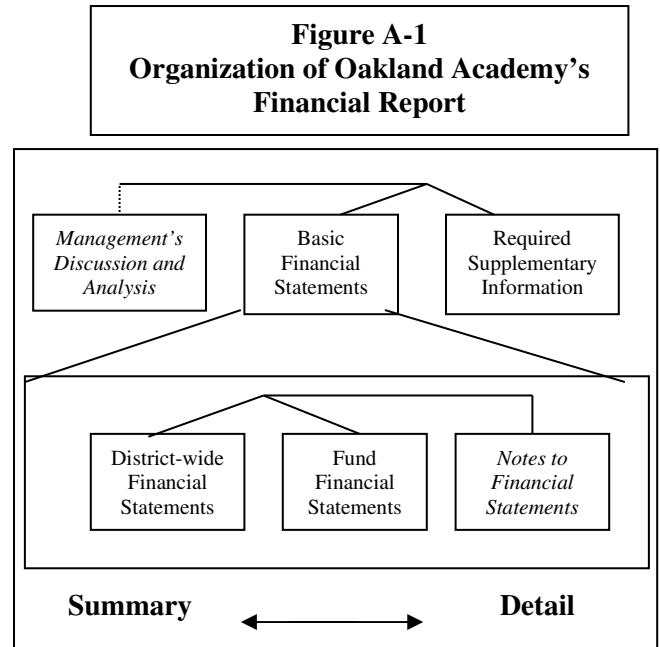 Figure A-1
Organization of Oakland Academy's
Financial Report
Management's
Discussion and
Analysis
Basic
Financial
Statements
Required
Supplementary
Information
District-wide
Financial
Statements
Fund
Financial
Statements
Notes to
Financial
Statements
Summary
Detail